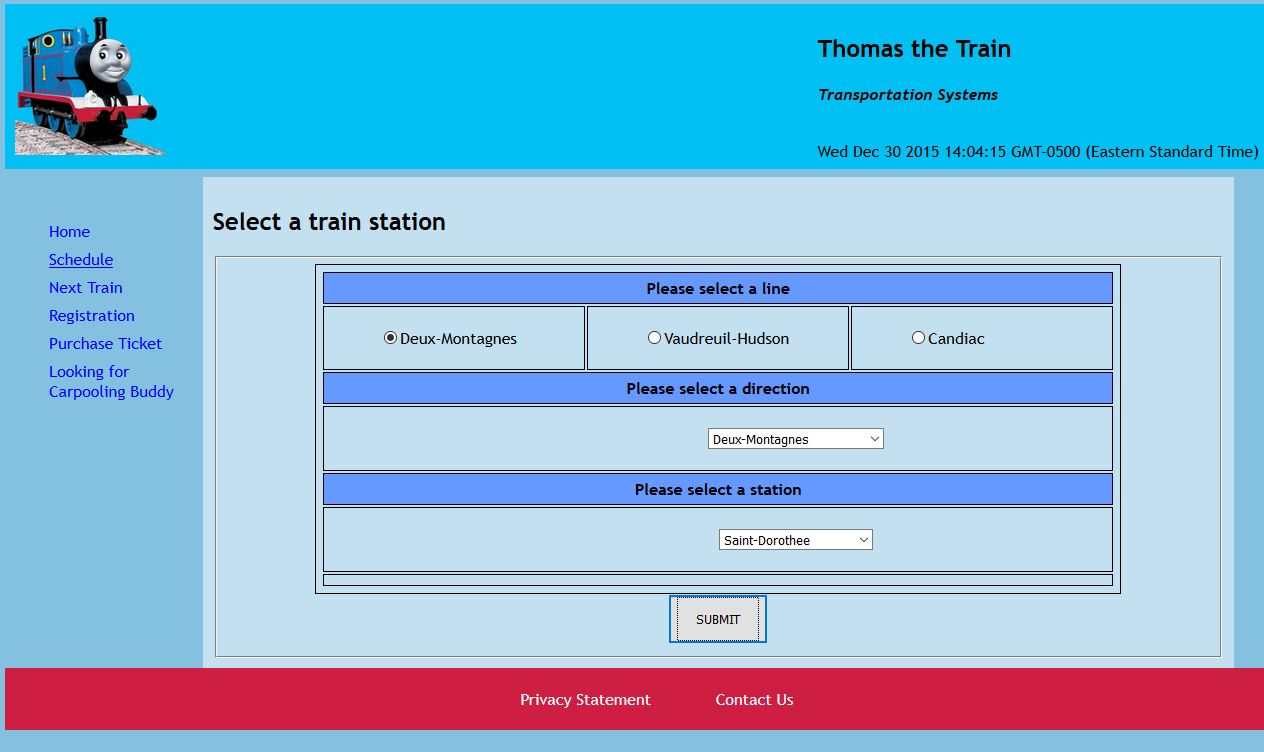 1
Thomas the Train
Transportation Systems
Wed Dec 30 2015 14:04:15 GMT-0500 (Eastern Standard Time)
Home
Schedule
Next Train
Registration
Purchase Ticket
Looking for
Carpooling Buddy
Select a train station
Please select a line
Deux-Montagnes Vaudreuil-Hudson Candiac
Please select a direction
Deux-Montagnes
Please select a station
Saint-Dorothee
SUBMIT
Privacy Statement Contact Us